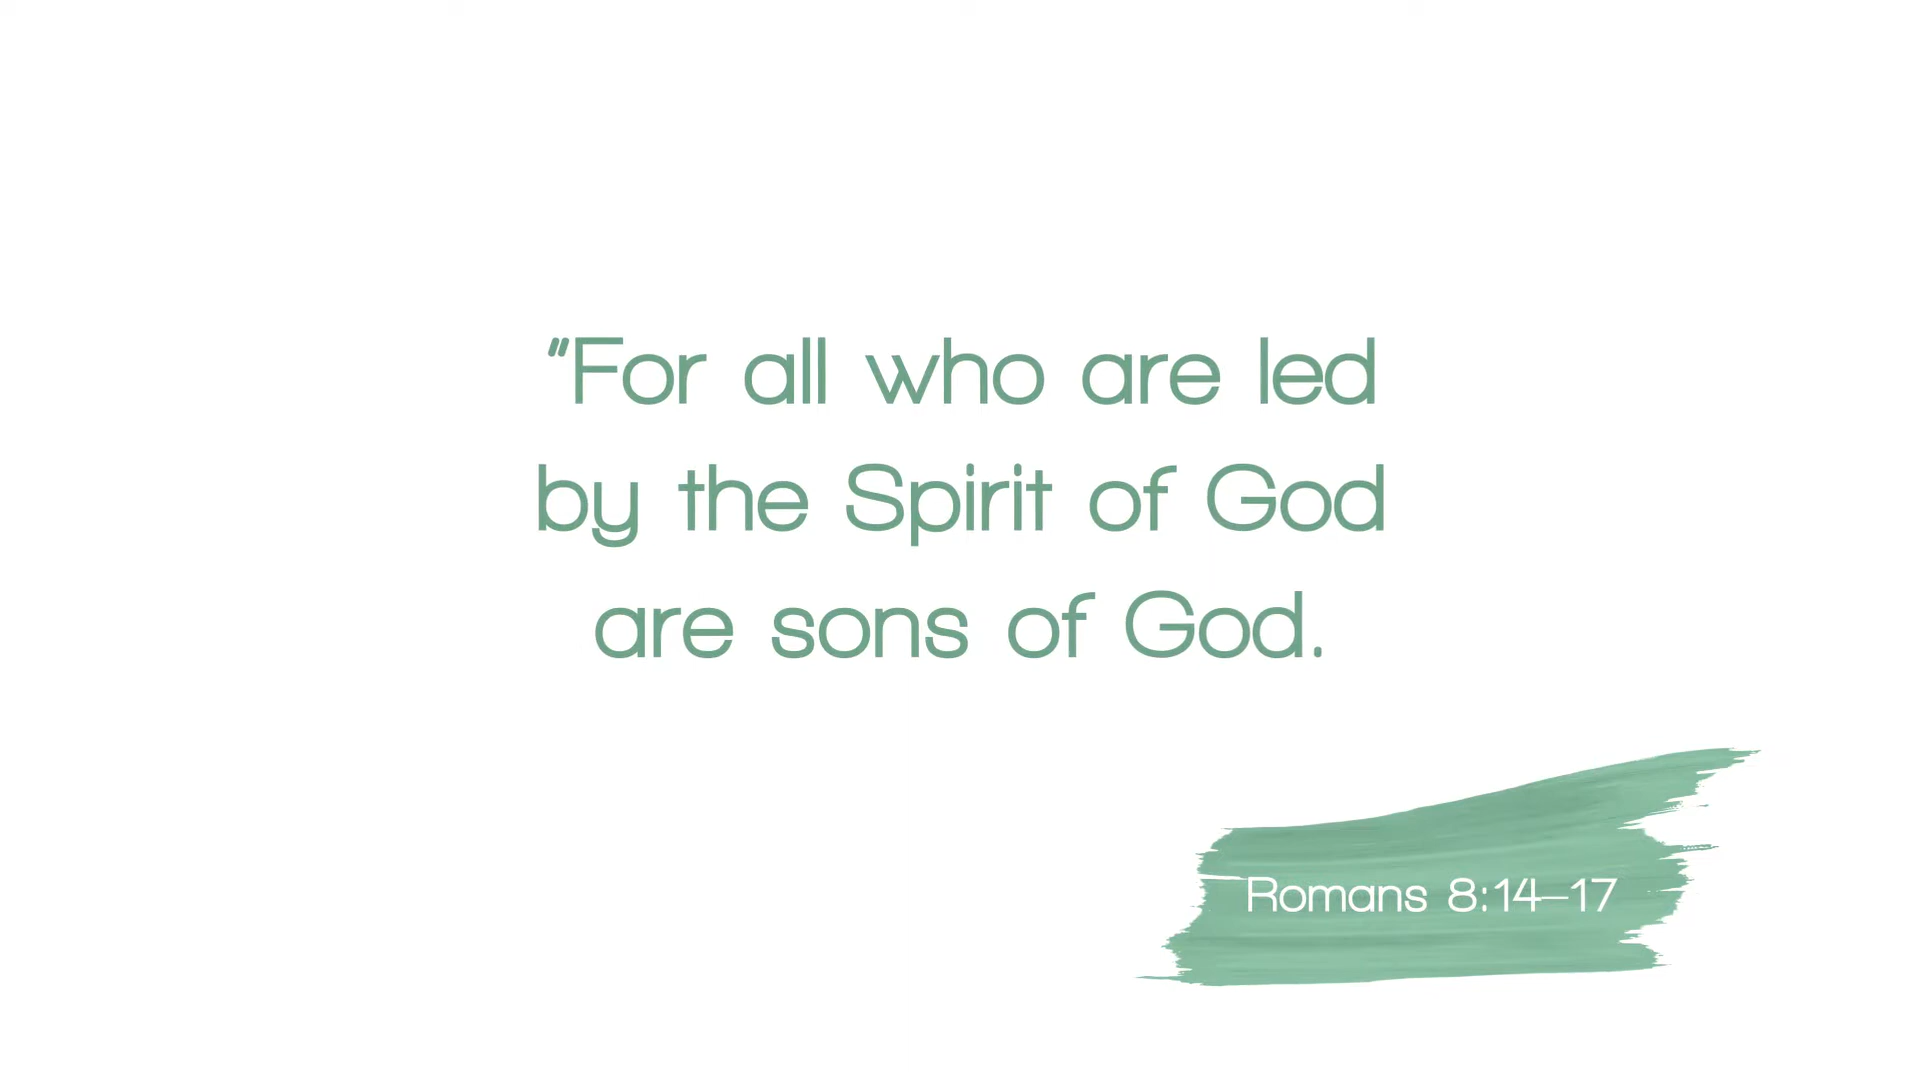 “For all who are led
by the Spirit of God
are sons of God.
Romans 8:14–17